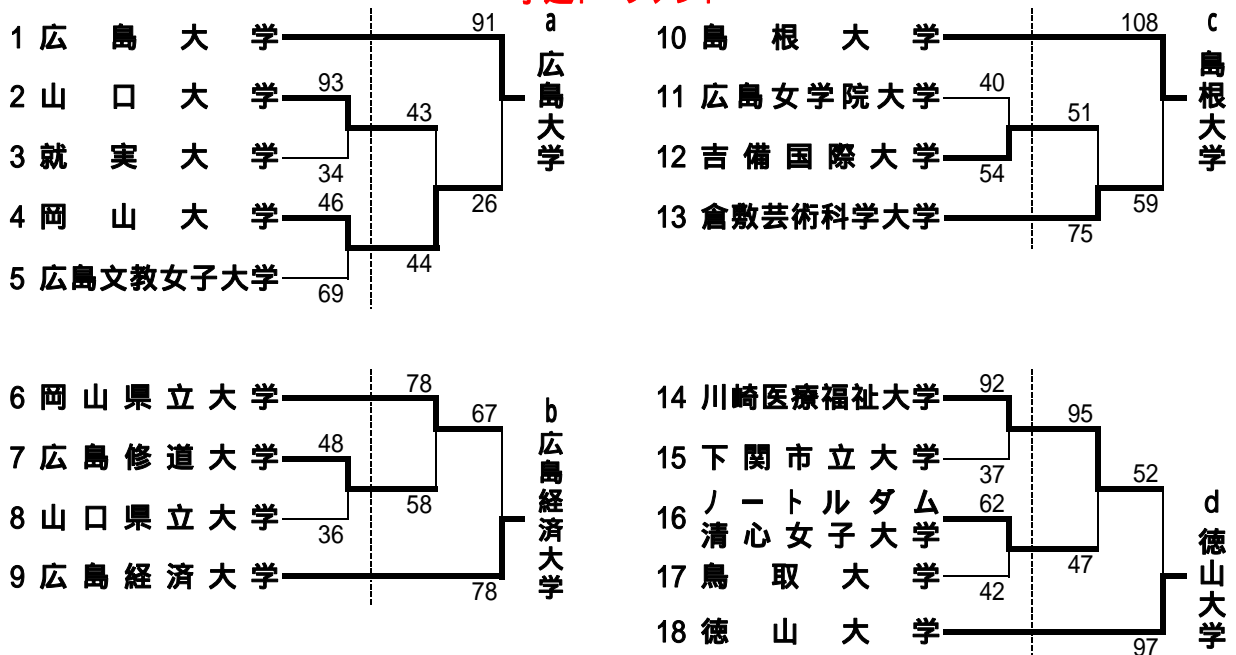 a
91
1 広島大学
93
2 山口大学
43
3 就実大学
34
46
4 岡山大学
26
44
5 広島文教女子大学
69
広島大学
c
108
10 島根大学
40
11 広島女学院大学
51
12 吉備国際大学
54
59
13 倉敷芸術科学大学
75
島根大学
78
6 岡山県立大学
67
b
48
7 広島修道大学
58
8 山口県立大学
36
9 広島経済大学
78
広島経済大学
92
14 川崎医療福祉大学
95
15 下関市立大学
37
52
62
16 ノートルダム
清心女子大学
47
17 鳥取大学
42
18 徳山大学
97
d
徳山大学